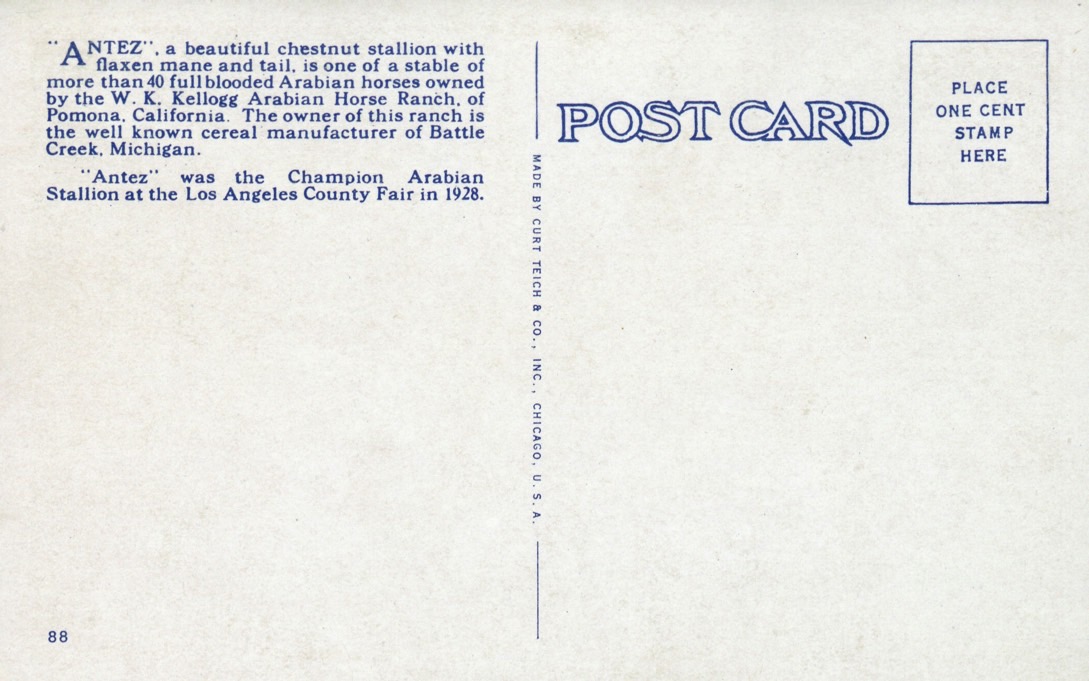 "ANTEZ", a beautiful chestnut stallion with
flaxen mane and tail, is one of a stable of
more than 40 full blooded Arabian horses owned
by the W. K. Kellogg Arabian Horse Ranch, of
Pomona, California. The owner of this ranch is
the well known cereal manufacturer of Battle
Creek, Michigan.
"Antez" was the Champion Arabian
Stallion at the Los Angeles County Fair in 1928.
88
MADE BY CURT TEICH & CO., INC., CHICAGO, U. S. A.
POST CARD
PLACE
ONE CENT
STAMP
HERE